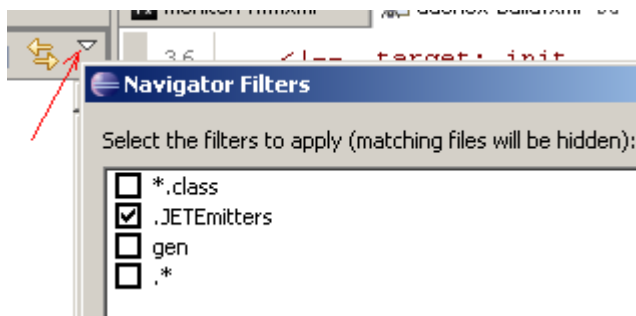 36 <!-- target: init
Navigator Filters
Select the filters to apply (matching files will be hidden):
*.class
.JETEmitters
gen
.*